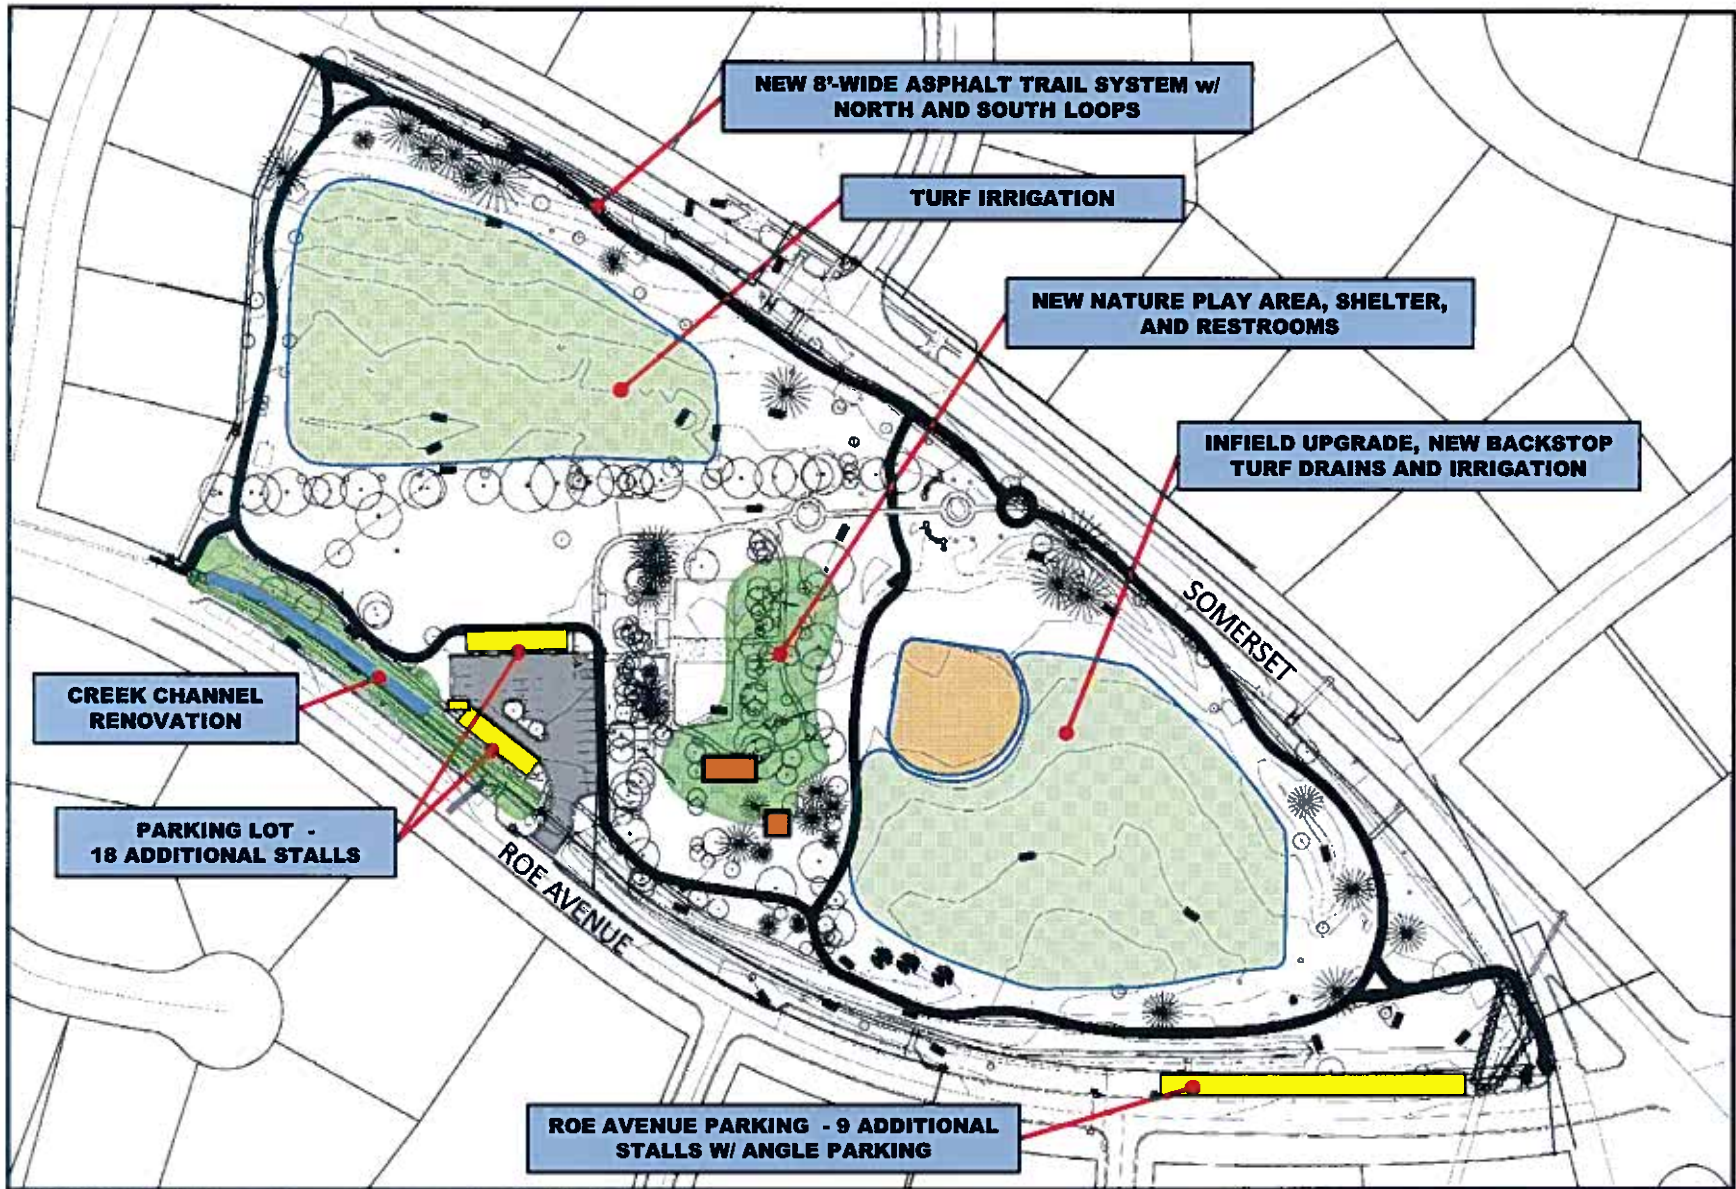 NEW 8'-WIDE ASPHALT TRAIL SYSTEM w/
NORTH AND SOUTH LOOPS
TURF IRRIGATION
NEW NATURE PLAY AREA, SHELTER,
AND RESTROOMS
INFIELD UPGRADE, NEW BACKSTOP
TURF DRAINS AND IRRIGATION
SOMERSET
CREEK CHANNEL
RENOVATION
PARKING LOT -
18 ADDITIONAL STALLS
ROE AVENUE
ROE AVENUE PARKING - 9 ADDITIONAL
STALLS W/ ANGLE PARKING